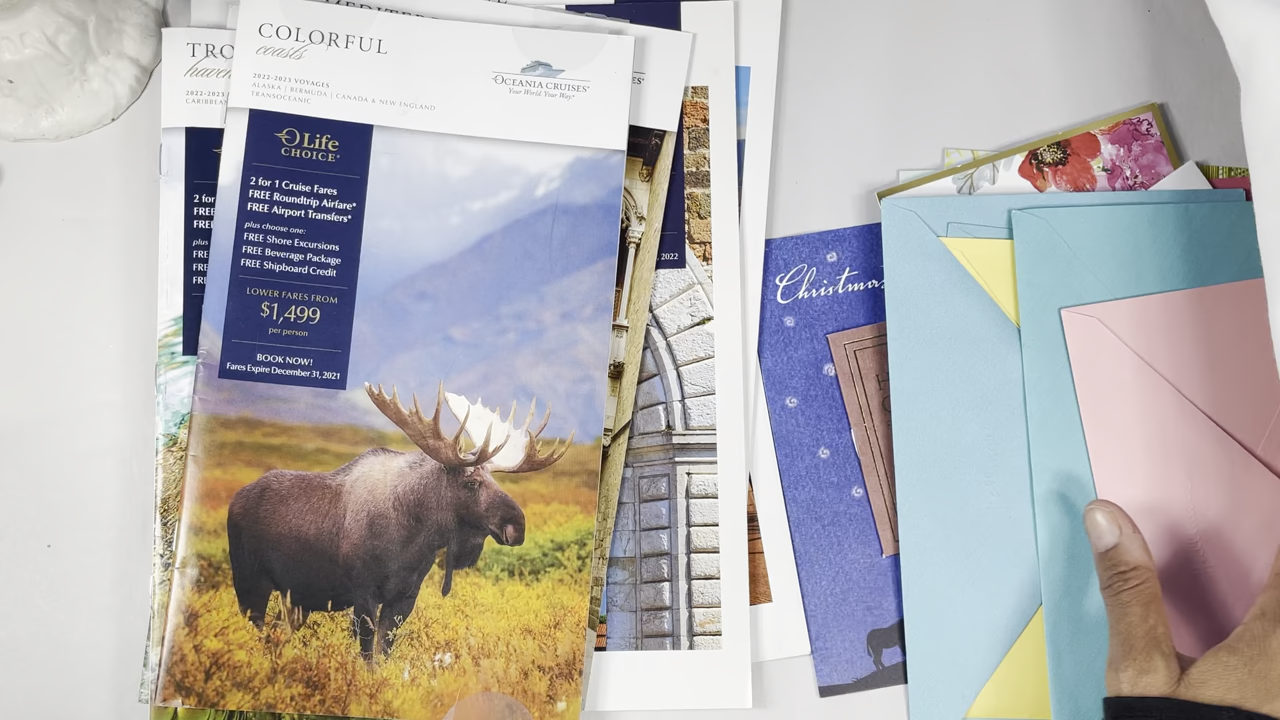 COLORFUL
coasts
2022-2023 VOYAGES
ALASKA | BERMUDA | CANADA & NEW ENGLAND
TRANSOCEANIC
OCEANIA CRUISES®
Your World. Your Way.®
O Life
CHOICE®
2 for 1 Cruise Fares
FREE Roundtrip Airfare*
FREE Airport Transfers*
plus choose one:
FREE Shore Excursions
FREE Beverage Package
FREE Shipboard Credit
LOWER FARES FROM
$1,499
per person
BOOK NOW!
Fares Expire December 31, 2021
TRO
haven
2022-2023
CARIBBEA
2 for
FREE
FREE
plus
FREE
FREE
FREE
, 2022
Christmas